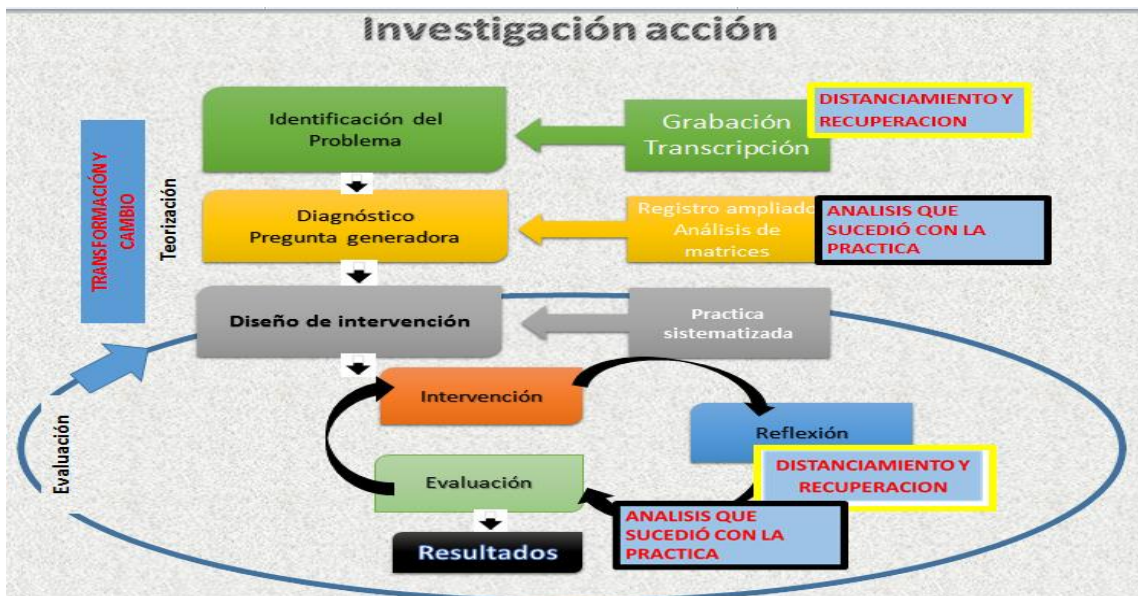 Investigación acción
Identificación del
Problema
Grabación
Transcripción
DISTANCIAMIENTO Y
RECUPERACION
TRANSFORMACIÓN Y
CAMBIO
Teorización
Diagnóstico
Pregunta generadora
Registro ampliado
Análisis de
matrices
ANALISIS QUE
SUCEDIÓ CON LA
PRACTICA
Diseño de intervención
Practica
sistematizada
Intervención
Reflexión
Evaluación
Evaluación
DISTANCIAMIENTO Y
RECUPERACION
ANALISIS QUE
SUCEDIÓ CON LA
PRACTICA
Resultados